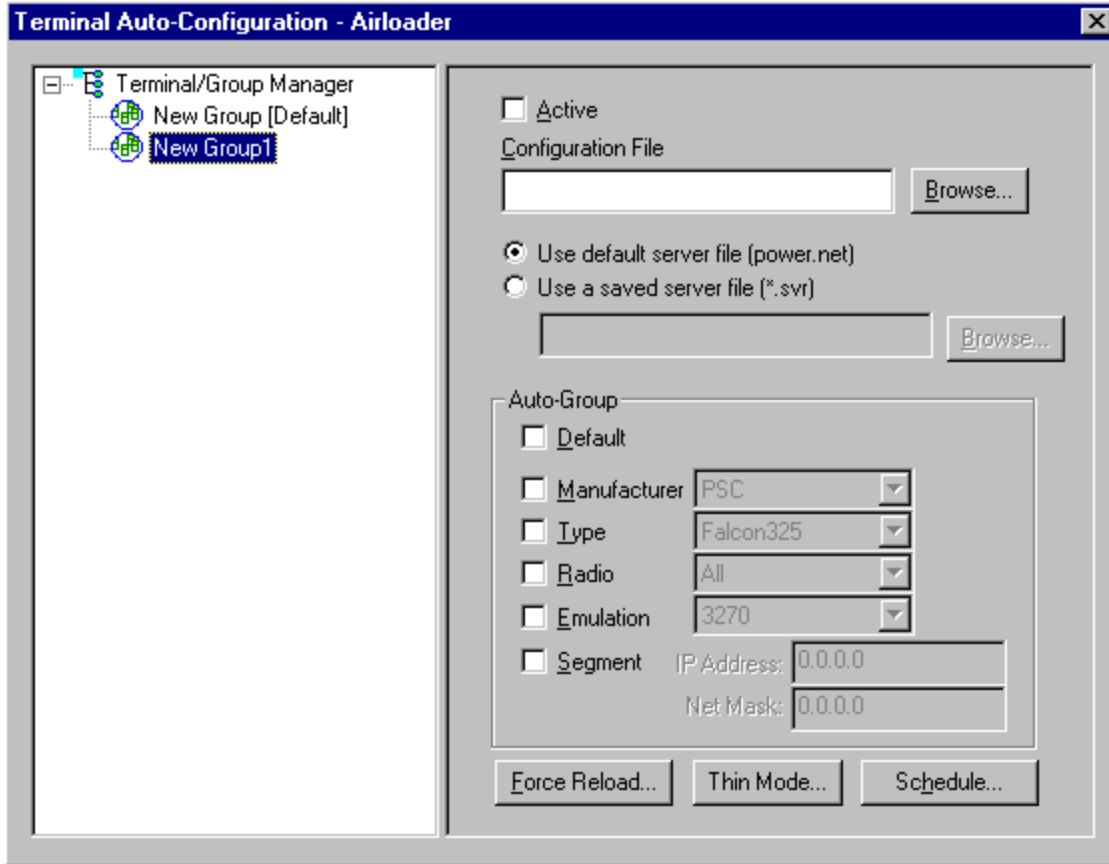 Terminal Auto-Configuration - Airloader
Terminal/Group Manager
New Group [Default]
New Group1
Active
Configuration File
Browse...
Use default server file (power.net)
Use a saved server file (*.svr)
Browse...
Auto-Group
Default
Manufacturer PSC
Type Falcon325
Radio All
Emulation 3270
Segment IP Address: 0.0.0.0
Net Mask: 0.0.0.0
Force Reload... Thin Mode... Schedule...